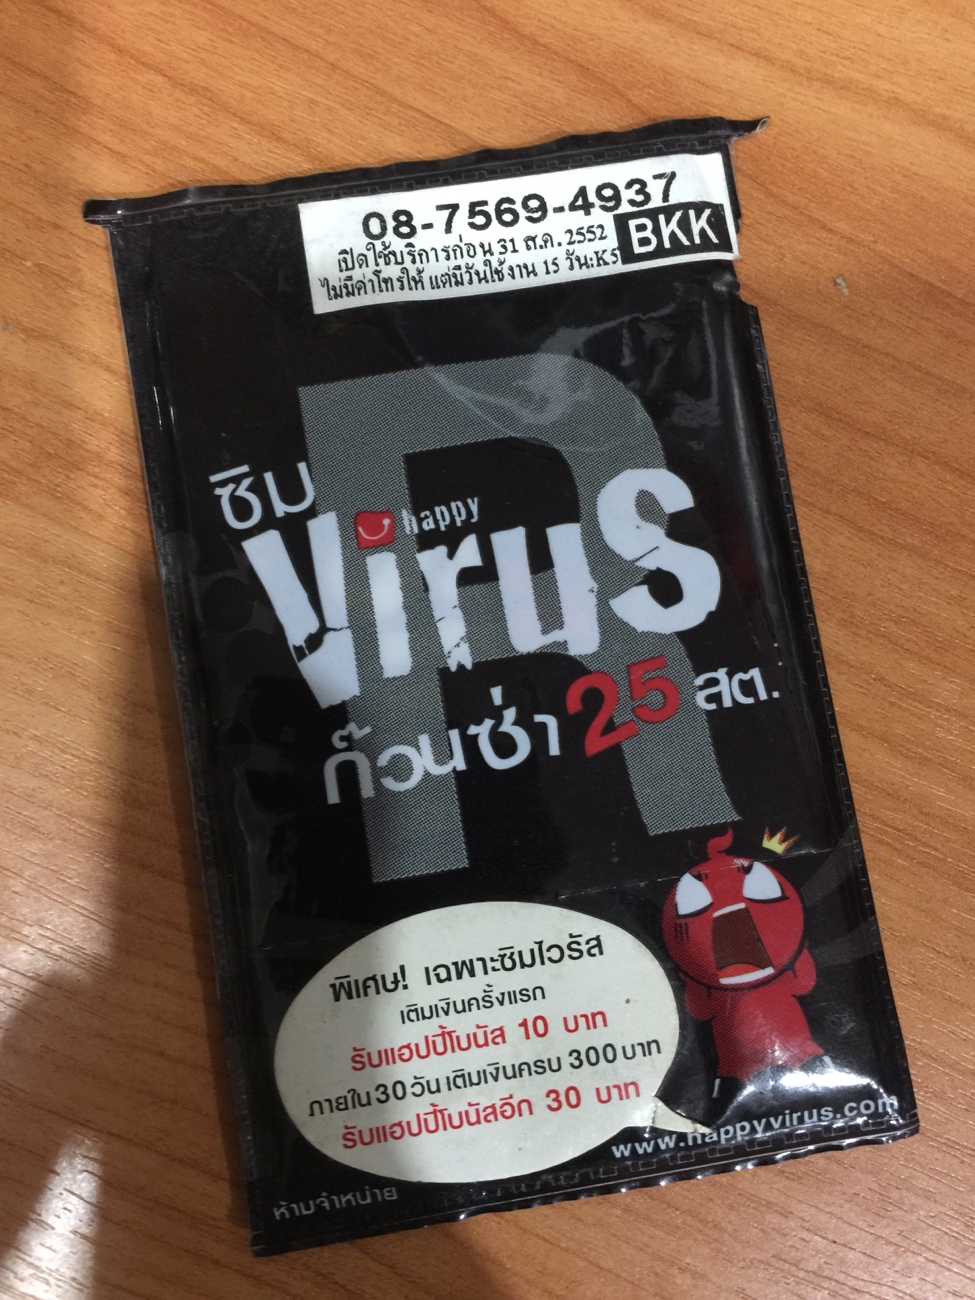 08-7569-4937
เปิดใช้บริการก่อน 31 ส.ค. 2552
ไม่มีค่าโทรให้ แต่มีวันใช้งาน 15 วัน:K5
BKK
R
ซิม
happy
Virus
ก๊วนซ่า 25 สต.
พิเศษ! เฉพาะซิมไวรัส
เติมเงินครั้งแรก
รับแฮปปี้โบนัส 10 บาท
ภายใน 30 วัน เติมเงินครบ 300 บาท
รับแฮปปี้โบนัสอีก 30 บาท
www.happyvirus.com
ห้ามจำหน่าย